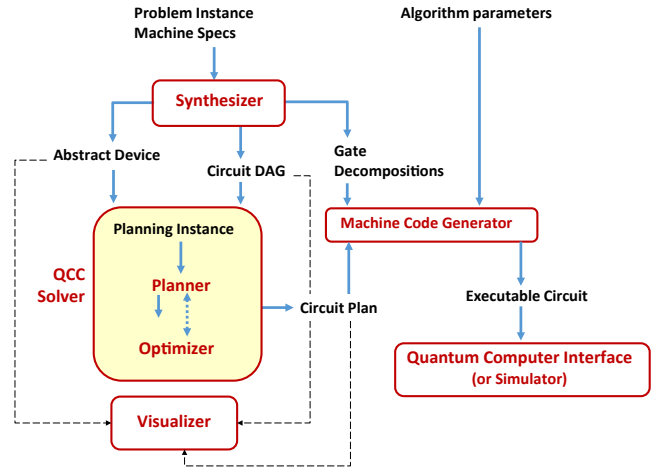 Problem Instance
Machine Specs
Algorithm parameters
Synthesizer
Abstract Device
Circuit DAG
Gate
Decompositions
Planning Instance
Machine Code Generator
QCC
Solver
Planner
Circuit Plan
Executable Circuit
Optimizer
Quantum Computer Interface
(or Simulator)
Visualizer